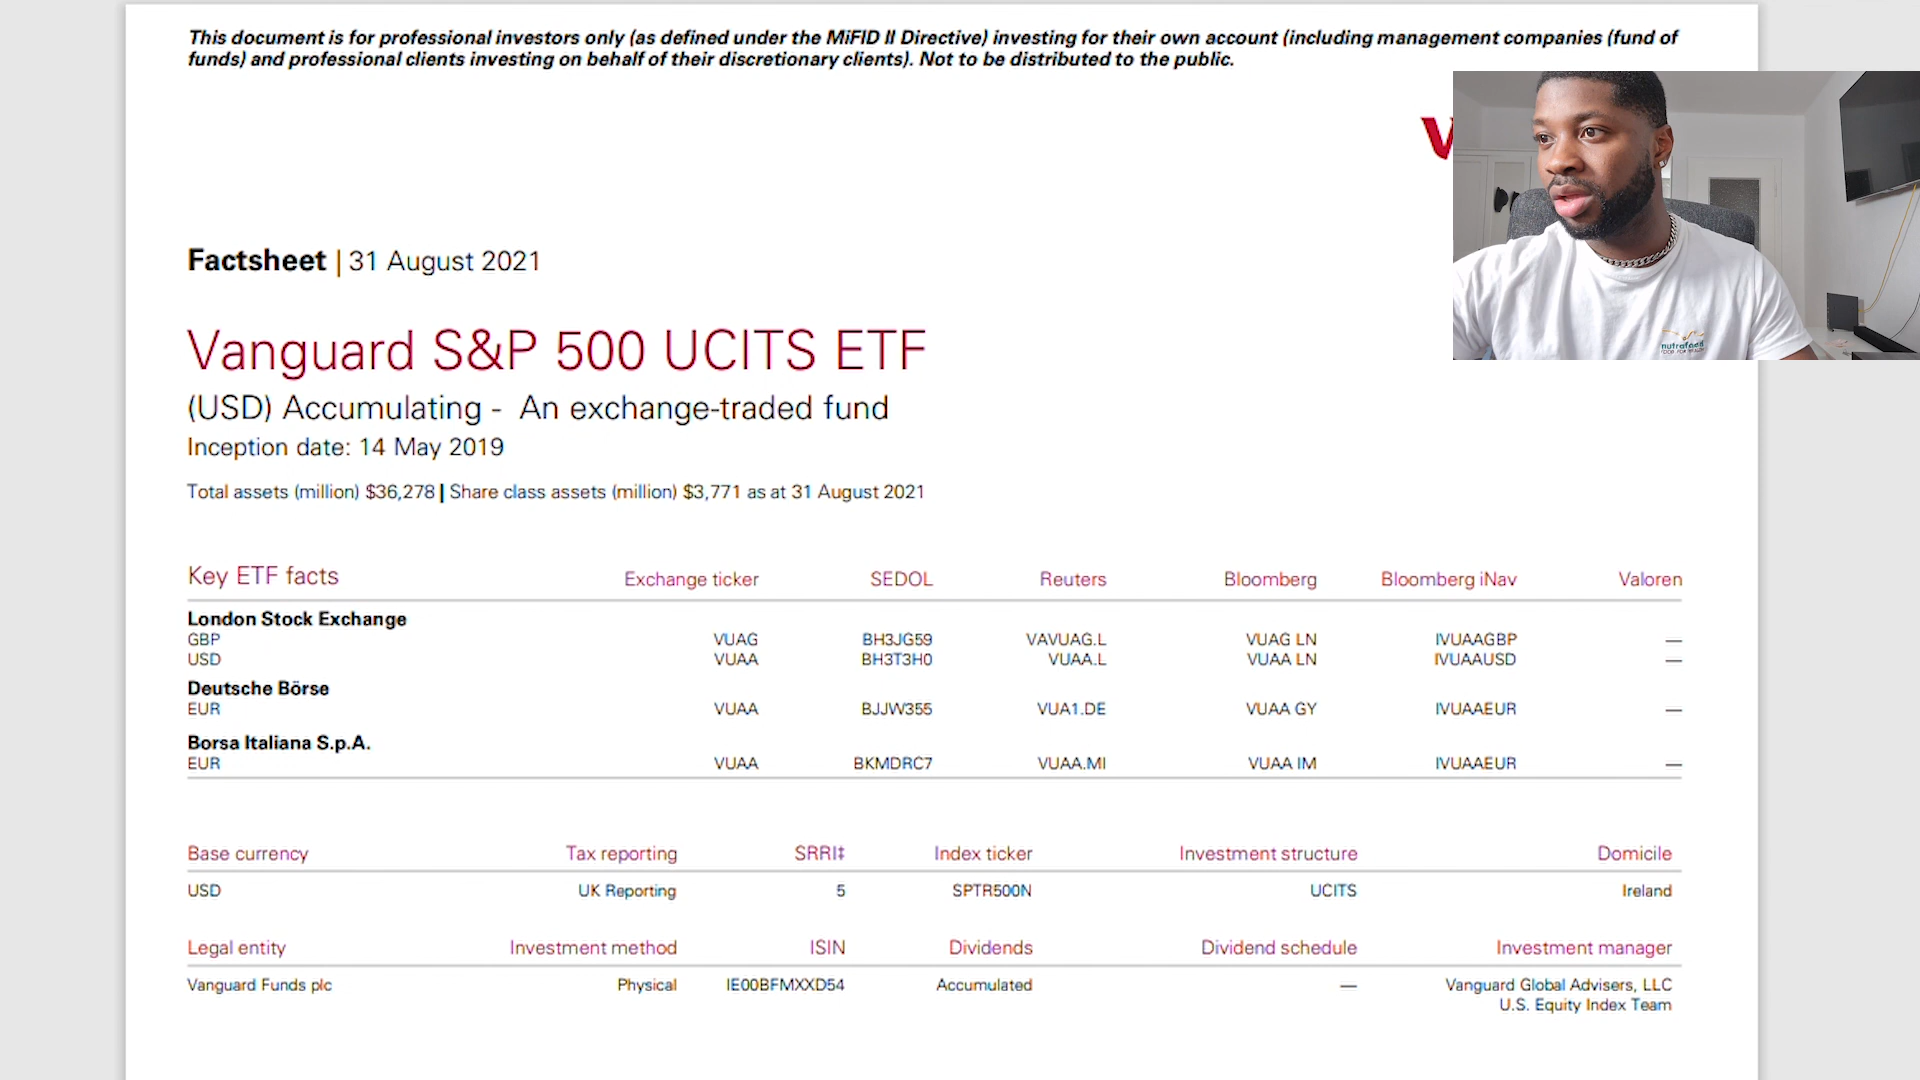 This document is for professional investors only (as defined under the MiFID II Directive) investing for their own account (including management companies (fund of
funds) and professional clients investing on behalf of their discretionary clients). Not to be distributed to the public.
V
Factsheet | 31 August 2021
Vanguard S&P 500 UCITS ETF
(USD) Accumulating - An exchange-traded fund
Inception date: 14 May 2019
Total assets (million) $36,278 | Share class assets (million) $3,771 as at 31 August 2021
Key ETF facts Exchange ticker SEDOL Reuters Bloomberg Bloomberg iNav Valoren
London Stock Exchange
GBP VUAG BH3JG59 VAVUAG.L VUAG LN IVUAAGBP —
USD VUAA BH3T3H0 VUAA.L VUAA LN IVUAAUSD —
Deutsche Börse
EUR VUAA BJJW355 VUA1.DE VUAA GY IVUAAEUR —
Borsa Italiana S.p.A.
EUR VUAA BKMDRC7 VUAA.MI VUAA IM IVUAAEUR —
Base currency Tax reporting SRRI‡ Index ticker Investment structure Domicile
USD UK Reporting 5 SPTR500N UCITS Ireland
Legal entity Investment method ISIN Dividends Dividend schedule Investment manager
Vanguard Funds plc Physical IE00BFMXXD54 Accumulated — Vanguard Global Advisers, LLC
U.S. Equity Index Team